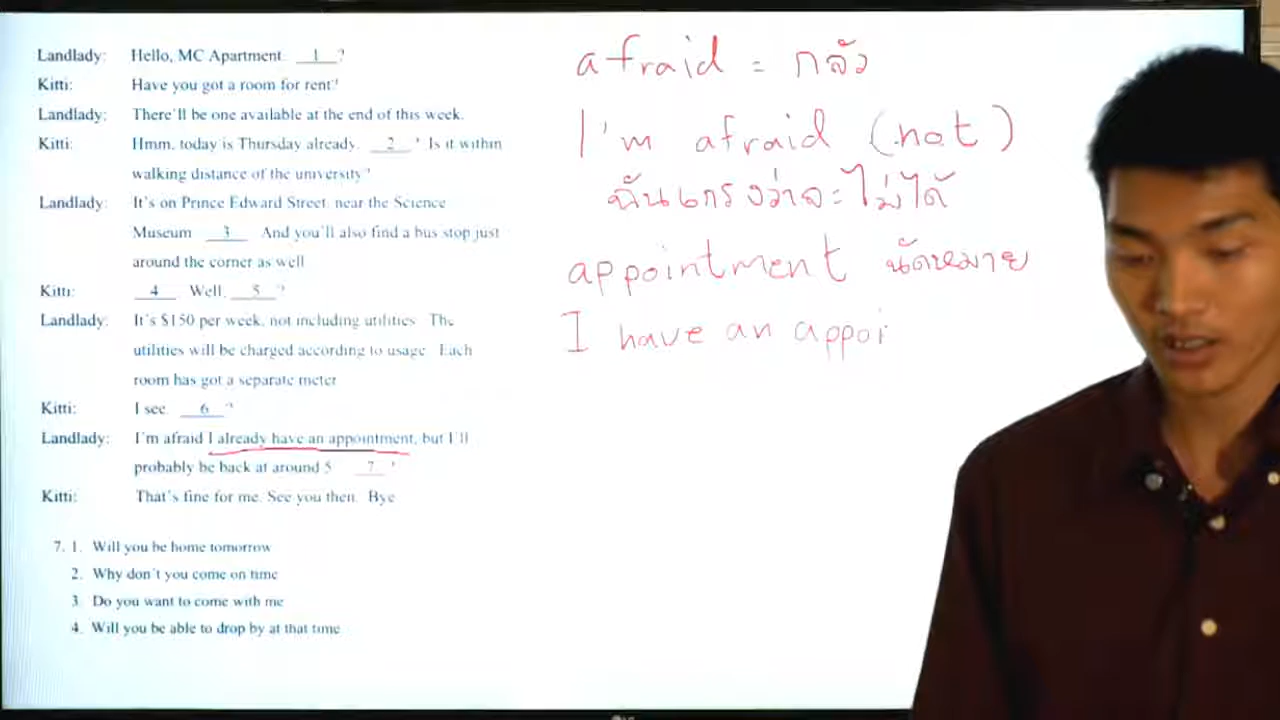 Landlady: Hello, MC Apartment. 1 ?
Kitti: Have you got a room for rent?
Landlady: There'll be one available at the end of this week.
Kitti: Hmm, today is Thursday already. 2 ? Is it within
walking distance of the university?
Landlady: It's on Prince Edward Street, near the Science
Museum 3 And you'll also find a bus stop just
around the corner as well
Kitti: 4 Well, 5 ?
Landlady: It's $150 per week, not including utilities The
utilities will be charged according to usage Each
room has got a separate meter
Kitti: I see. 6 ?
Landlady: I'm afraid I already have an appointment, but I'll
probably be back at around 5 7 ?
Kitti: That's fine for me. See you then. Bye
7. 1. Will you be home tomorrow
2. Why don't you come on time
3. Do you want to come with me
4. Will you be able to drop by at that time
afraid = กลัว
I'm afraid (not)
ฉันเกรงว่าจะไม่ได้
appointment นัดหมาย
I have an appoi